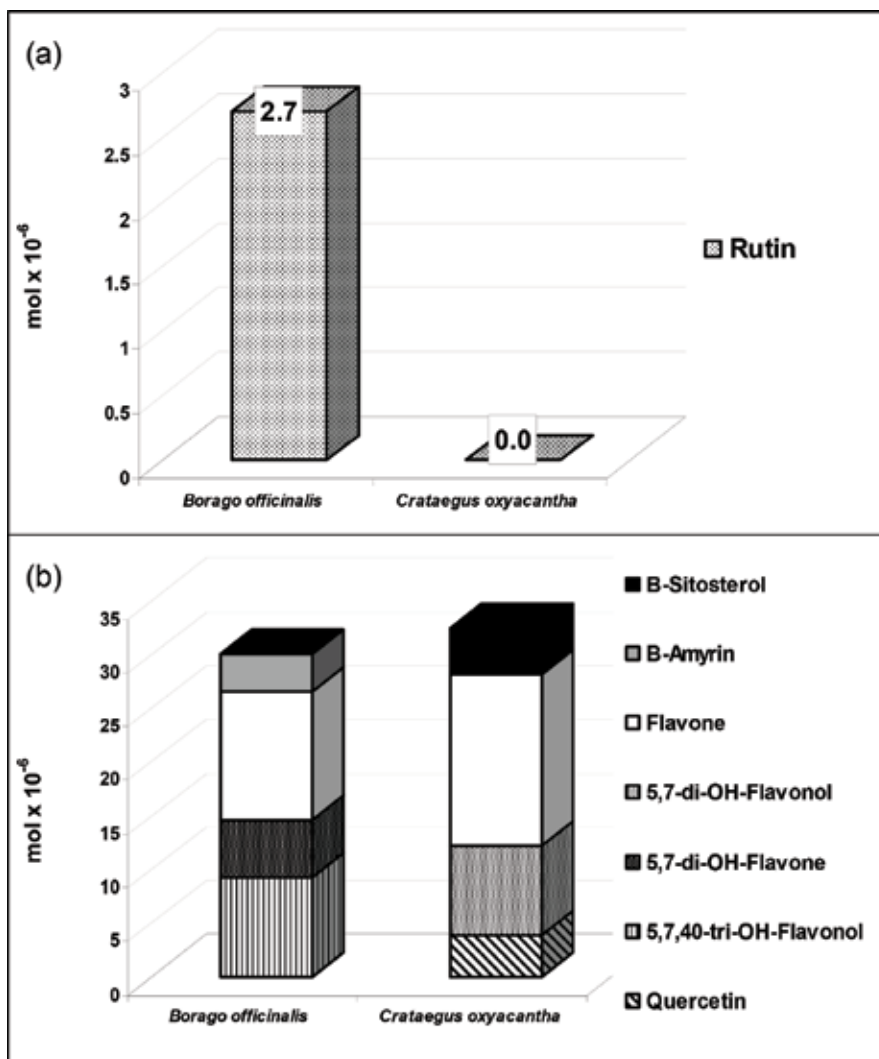 (a)
3
2.5
2
1.5
1
0.5
0
mol x 10-6
2.7
0.0
Borago officinalis
Crataegus oxyacantha
Rutin
(b)
35
30
25
20
15
10
5
0
mol x 10-6
Borago officinalis
Crataegus oxyacantha
B-Sitosterol
B-Amyrin
Flavone
5,7-di-OH-Flavonol
5,7-di-OH-Flavone
5,7,40-tri-OH-Flavonol
Quercetin